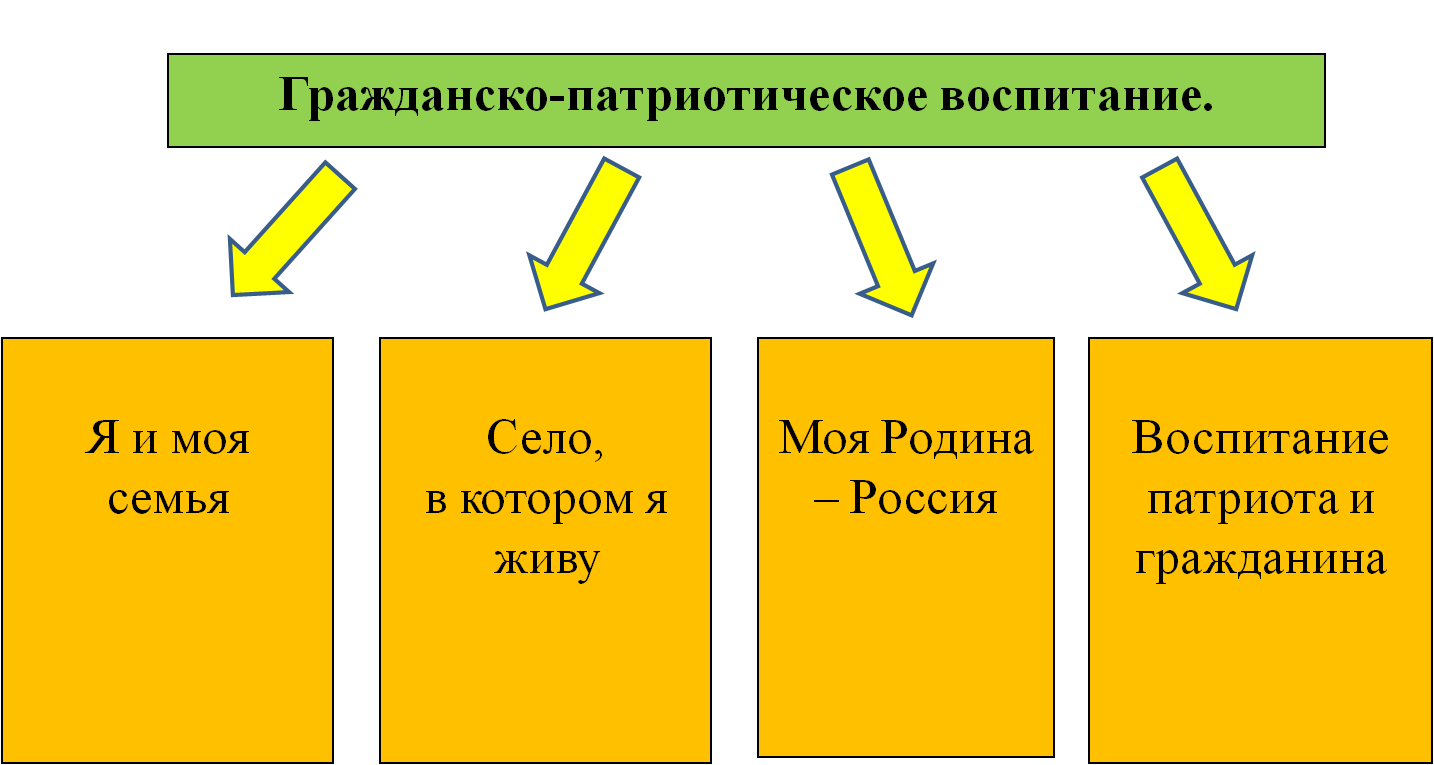 Гражданско-патриотическое воспитание.
Я и моя
семья
Село,
в котором я
живу
Моя Родина
– Россия
Воспитание
патриота и
гражданина